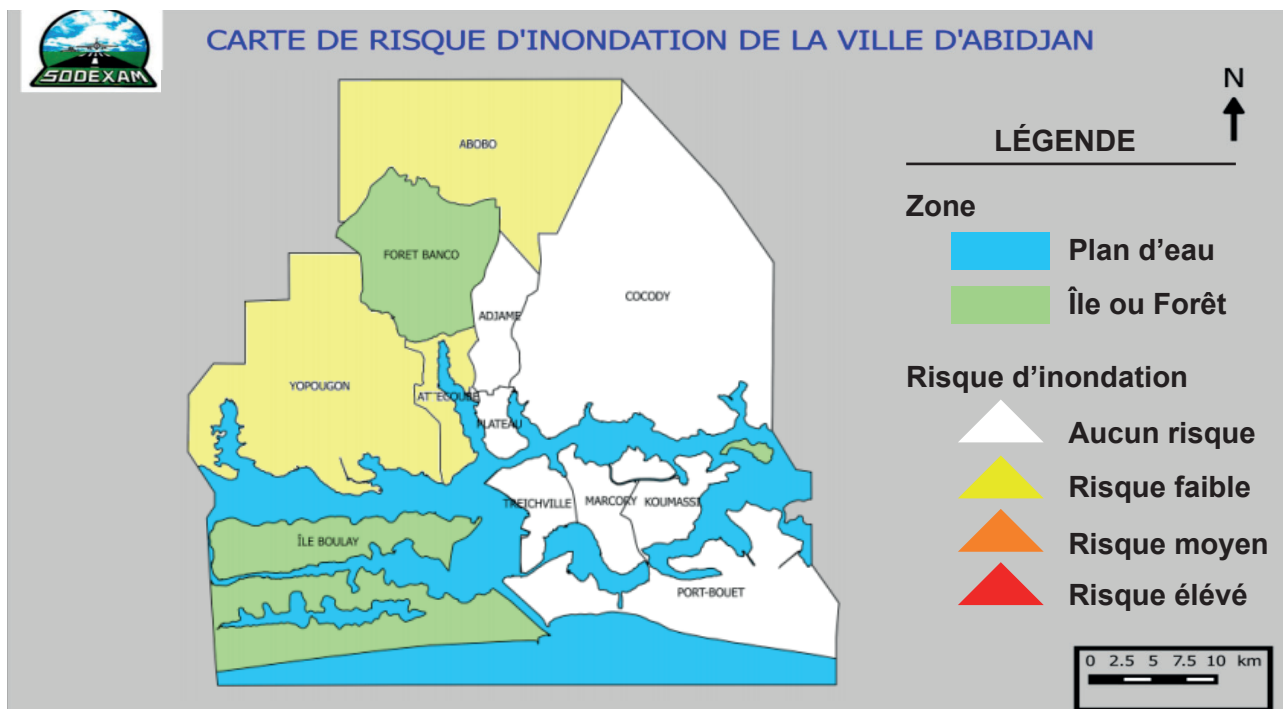 SODEXAM
CARTE DE RISQUE D'INONDATION DE LA VILLE D'ABIDJAN
N
LÉGENDE
Zone
Plan d'eau
Île ou Forêt
Risque d'inondation
Aucun risque
Risque faible
Risque moyen
Risque élévé
ABOBO
FORET BANCO
COCODY
ADJAME
YOPOUGON
ATTECOUBE
PLATEAU
TREICHVILLE
MARCORY
KOUMASSI
ÎLE BOULAY
PORT-BOUET
0 2.5 5 7.5 10 km